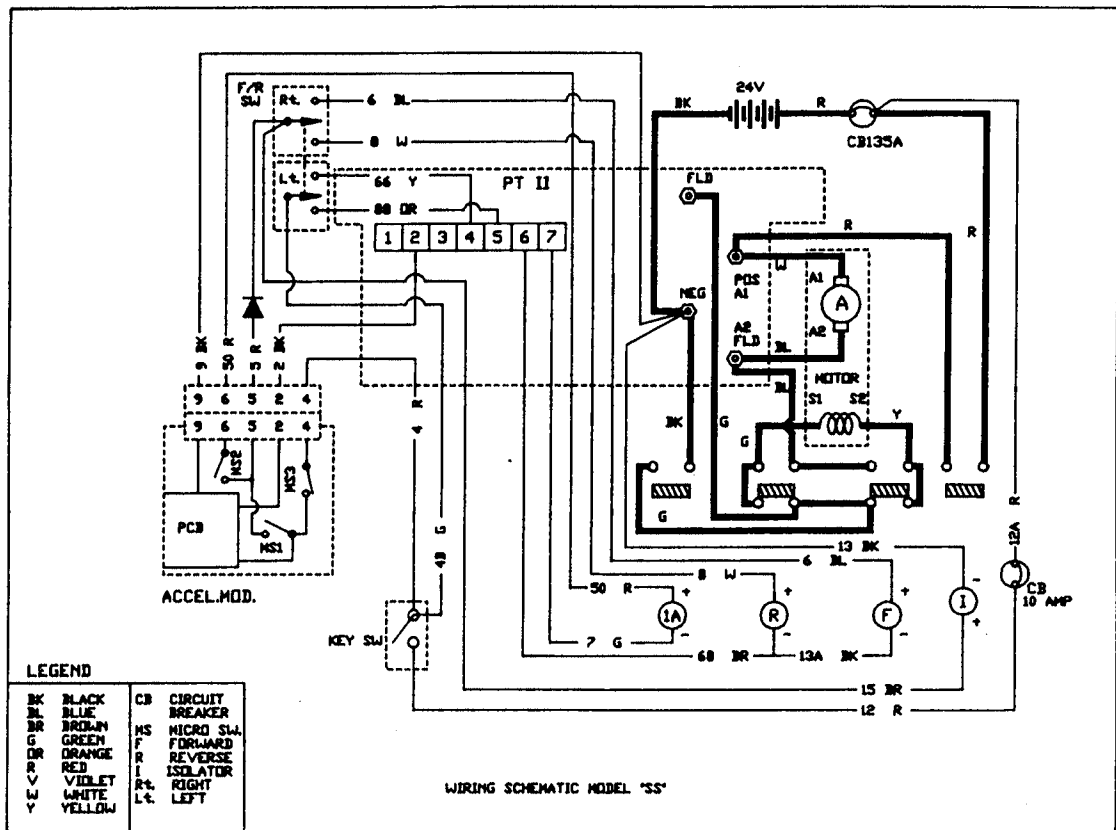 F/R
SW
Rt.
6 BL
8 W
Lt.
66 Y
88 OR
PT II
24V
BK
R
CB135A
FLD
1 2 3 4 5 6 7
R
R
POS
A1
W
A1
A
NEG
A2
FLD
A2
BL
MOTOR
BL
S1 S2
BK
G
G
Y
G
9 BK
50 R
5 R
2 BK
9 6 5 2 4
9 6 5 2 4
4 R
MS2
MS3
PCB
MS1
ACCEL.MOD.
4B G
KEY SW
13 BK
6 BL
8 W
50 R
12A R
+ + + -
1A R F I
- - - +
CB
10 AMP
7 G
68 BR 13A BK
15 BR
12 R
LEGEND
BK BLACK
BL BLUE
BR BROWN
G GREEN
OR ORANGE
R RED
V VIOLET
W WHITE
Y YELLOW
CB CIRCUIT
BREAKER
MS MICRO SW.
F FORWARD
R REVERSE
I ISOLATOR
Rt. RIGHT
Lt. LEFT
WIRING SCHEMATIC MODEL "SS"